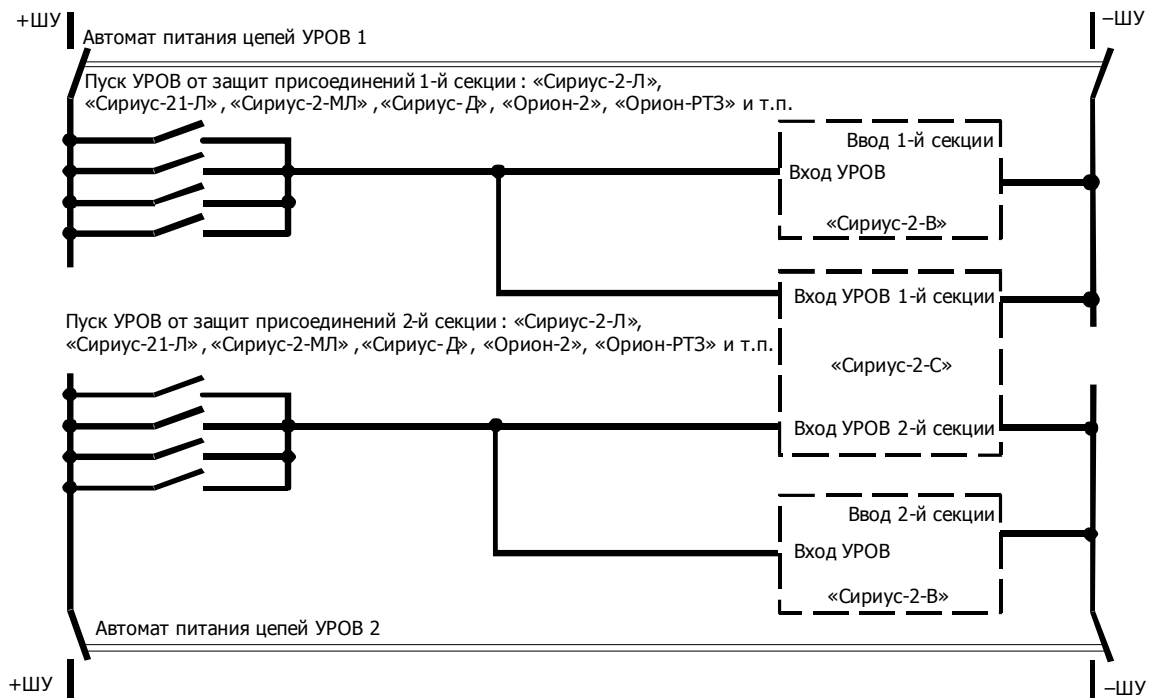 +ШУ
–ШУ
Автомат питания цепей УРОВ 1
Пуск УРОВ от защит присоединений 1-й секции : «Сириус-2-Л»,
«Сириус-21-Л» , «Сириус-2-МЛ» , «Сириус-Д», «Орион-2», «Орион-РТЗ» и т.п.
Ввод 1-й секции
Вход УРОВ
«Сириус-2-В»
Вход УРОВ 1-й секции
Пуск УРОВ от защит присоединений 2-й секции : «Сириус-2-Л»,
«Сириус-21-Л» , «Сириус-2-МЛ» , «Сириус-Д», «Орион-2», «Орион-РТЗ» и т.п.
«Сириус-2-С»
Вход УРОВ 2-й секции
Ввод 2-й секции
Вход УРОВ
«Сириус-2-В»
Автомат питания цепей УРОВ 2
+ШУ
–ШУ